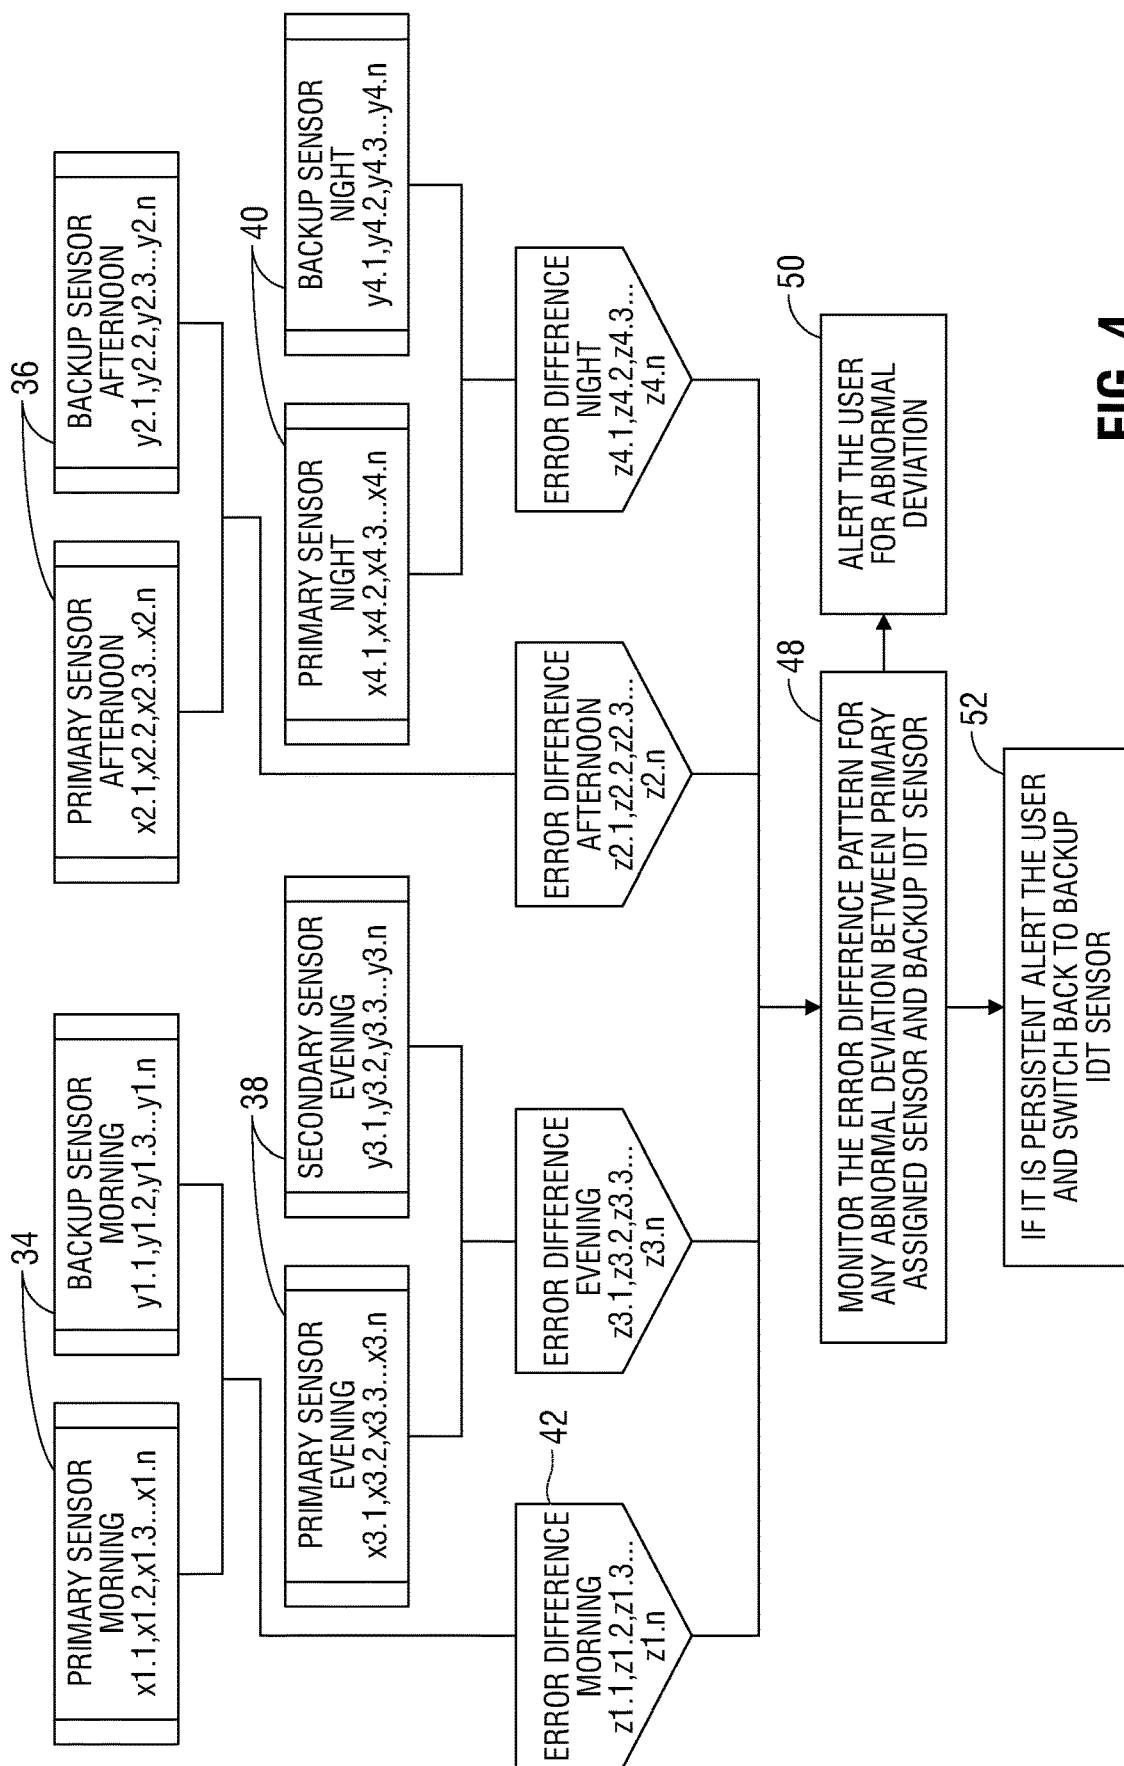 34
PRIMARY SENSOR
MORNING
x1.1,x1.2,x1.3...x1.n
BACKUP SENSOR
MORNING
y1.1,y1.2,y1.3...y1.n
36
PRIMARY SENSOR
AFTERNOON
x2.1,x2.2,x2.3...x2.n
BACKUP SENSOR
AFTERNOON
y2.1,y2.2,y2.3...y2.n
38
PRIMARY SENSOR
EVENING
x3.1,x3.2,x3.3...x3.n
SECONDARY SENSOR
EVENING
y3.1,y3.2,y3.3...y3.n
40
PRIMARY SENSOR
NIGHT
x4.1,x4.2,x4.3...x4.n
BACKUP SENSOR
NIGHT
y4.1,y4.2,y4.3...y4.n
42
ERROR DIFFERENCE
MORNING
z1.1,z1.2,z1.3...
z1.n
ERROR DIFFERENCE
EVENING
z3.1,z3.2,z3.3...
z3.n
ERROR DIFFERENCE
AFTERNOON
z2.1,z2.2,z2.3...
z2.n
ERROR DIFFERENCE
NIGHT
z4.1,z4.2,z4.3...
z4.n
48
MONITOR THE ERROR DIFFERENCE PATTERN FOR
ANY ABNORMAL DEVIATION BETWEEN PRIMARY
ASSIGNED SENSOR AND BACKUP IDT SENSOR
50
ALERT THE USER
FOR ABNORMAL
DEVIATION
52
IF IT IS PERSISTENT ALERT THE USER
AND SWITCH BACK TO BACKUP
IDT SENSOR
FIG. 4